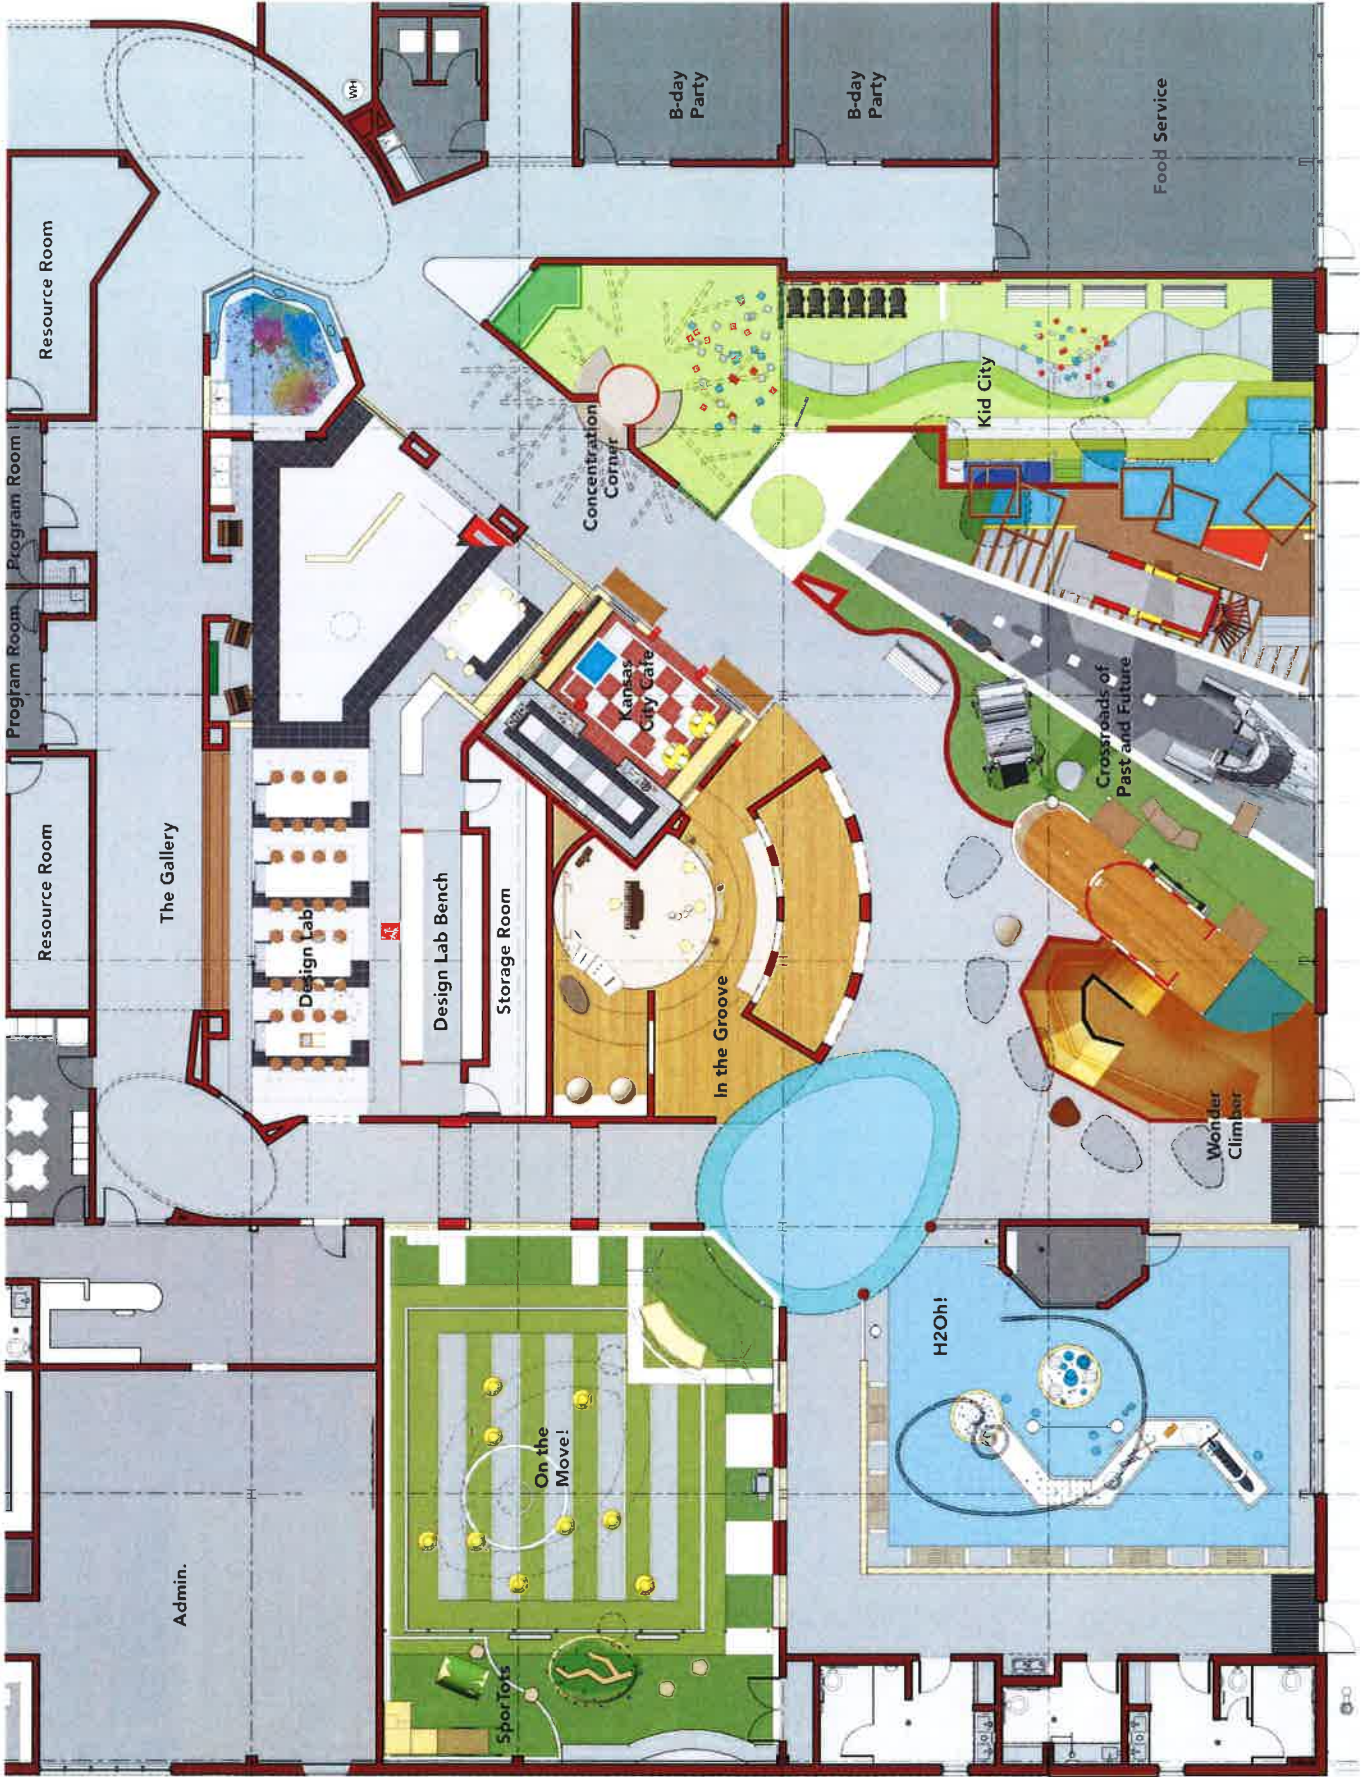 WH
B-day
Party
B-day
Party
Food Service
Resource Room
Program Room
Program Room
Resource Room
The Gallery
Design Lab
Design Lab Bench
Storage Room
Concentration
Corner
Kid City
Kansas
City Cafe
Crossroads of
Past and Future
In the Groove
Wonder
Climber
H2Oh!
On the
Move!
SporTots
Admin.